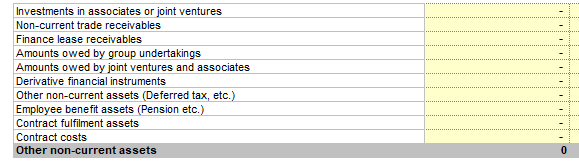 Investments in associates or joint ventures -
Non-current trade receivables -
Finance lease receivables -
Amounts owed by group undertakings -
Amounts owed by joint ventures and associates -
Derivative financial instruments -
Other non-current assets (Deferred tax, etc.) -
Employee benefit assets (Pension etc.) -
Contract fulfilment assets -
Contract costs -
Other non-current assets 0